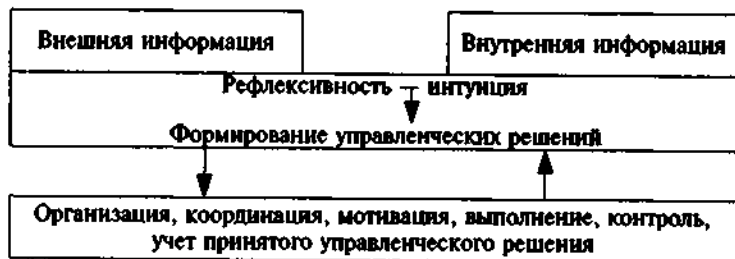 Внешняя информация
Внутренняя информация
Рефлексивность – интуиция
Формирование управленческих решений
Организация, координация, мотивация, выполнение, контроль,
учет принятого управленческого решения